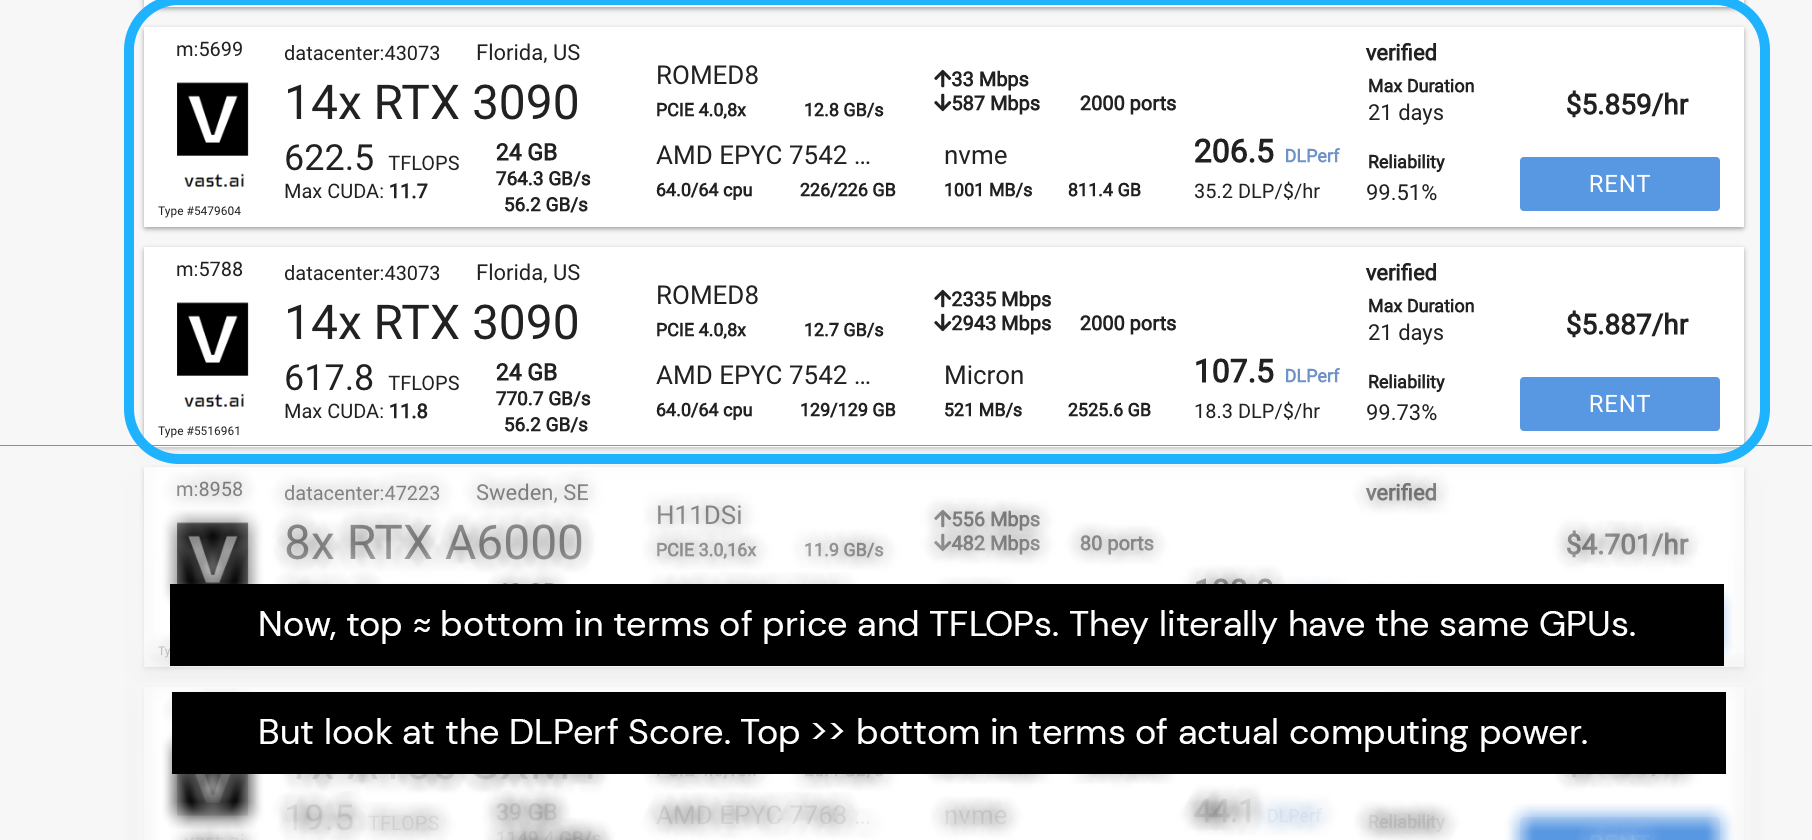 m:5699
datacenter:43073 Florida, US
14x RTX 3090
622.5 TFLOPS
Max CUDA: 11.7
24 GB
764.3 GB/s
56.2 GB/s
vast.ai
Type #5479604
ROMED8
PCIE 4.0,8x 12.8 GB/s
AMD EPYC 7542 ...
64.0/64 cpu 226/226 GB
↑33 Mbps
↓587 Mbps 2000 ports
nvme
1001 MB/s 811.4 GB
206.5 DLPerf
35.2 DLP/$/hr
verified
Max Duration
21 days
Reliability
99.51%
$5.859/hr
RENT
m:5788
datacenter:43073 Florida, US
14x RTX 3090
617.8 TFLOPS
Max CUDA: 11.8
24 GB
770.7 GB/s
56.2 GB/s
vast.ai
Type #5516961
ROMED8
PCIE 4.0,8x 12.7 GB/s
AMD EPYC 7542 ...
64.0/64 cpu 129/129 GB
↑2335 Mbps
↓2943 Mbps 2000 ports
Micron
521 MB/s 2525.6 GB
107.5 DLPerf
18.3 DLP/$/hr
verified
Max Duration
21 days
Reliability
99.73%
$5.887/hr
RENT
m:8958
datacenter:47223 Sweden, SE
8x RTX A6000
H11DSi
PCIE 3.0,16x 11.9 GB/s
↑556 Mbps
↓482 Mbps 80 ports
verified
$4.701/hr
Now, top ≈ bottom in terms of price and TFLOPs. They literally have the same GPUs.
But look at the DLPerf Score. Top >> bottom in terms of actual computing power.
19.5 TFLOPS
39 GB
AMD EPYC 7763 ...
nvme
44.1 DLPerf
Reliability